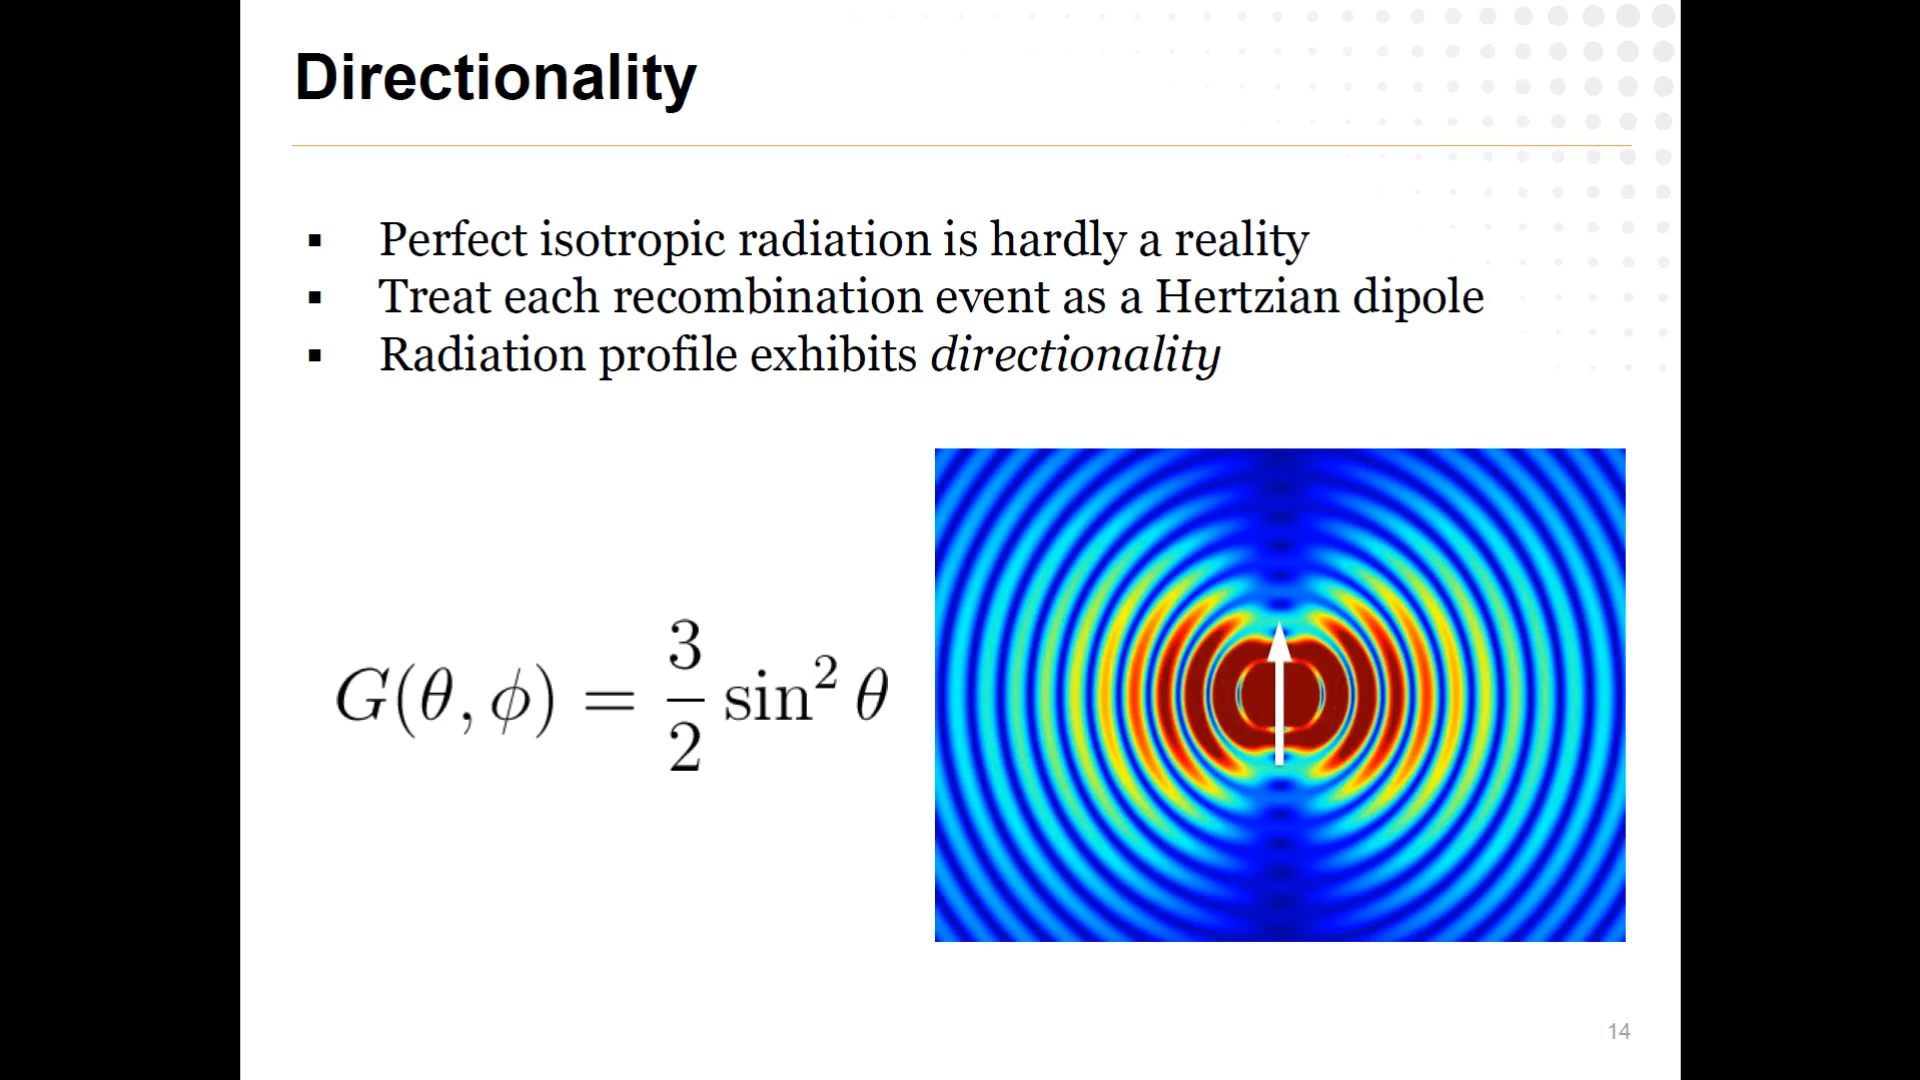 Directionality
▪ Perfect isotropic radiation is hardly a reality
▪ Treat each recombination event as a Hertzian dipole
▪ Radiation profile exhibits directionality
G(θ, ϕ) = 3/2 sin² θ
14